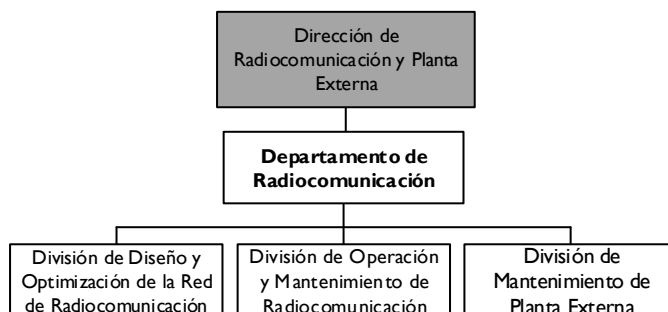 Dirección de
Radiocomunicación y Planta
Externa
Departamento de
Radiocomunicación
División de Diseño y
Optimización de la Red
de Radiocomunicación
División de Operación
y Mantenimiento de
Radiocomunicación
División de
Mantenimiento de
Planta Externa